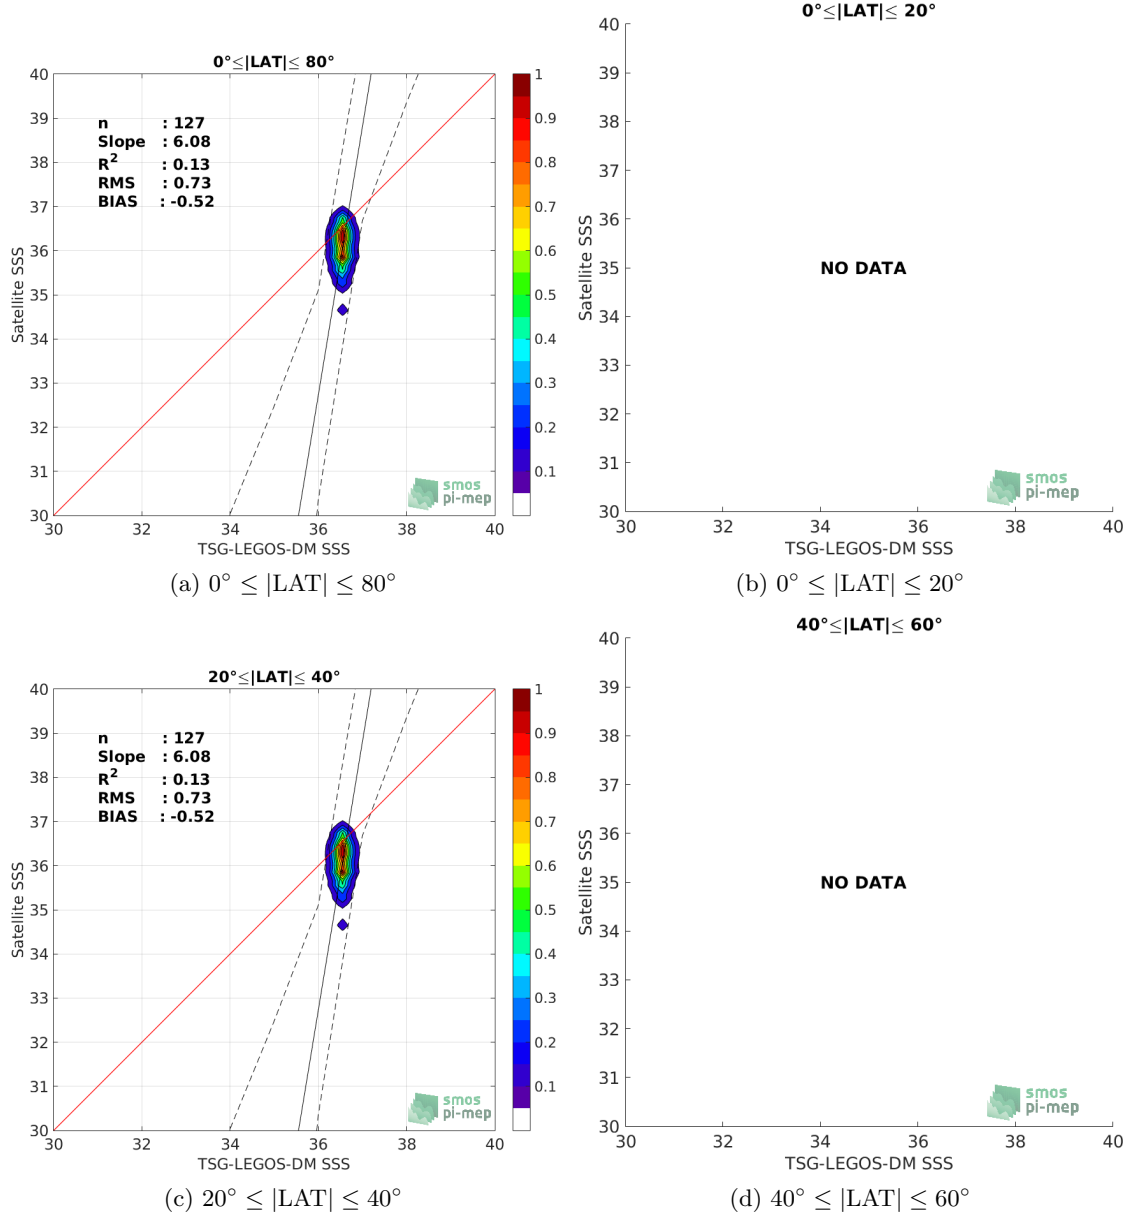 0°≤|LAT|≤ 80°
40
39
38
37
36
35
34
33
32
31
30
Satellite SSS
n : 127
Slope : 6.08
R² : 0.13
RMS : 0.73
BIAS : -0.52
1
0.9
0.8
0.7
0.6
0.5
0.4
0.3
0.2
0.1
smos
pi-mep
30 32 34 36 38 40
TSG-LEGOS-DM SSS
(a) 0° ≤ |LAT| ≤ 80°
0°≤|LAT|≤ 20°
40
39
38
37
36
35
34
33
32
31
30
Satellite SSS
NO DATA
smos
pi-mep
30 32 34 36 38 40
TSG-LEGOS-DM SSS
(b) 0° ≤ |LAT| ≤ 20°
20°≤|LAT|≤ 40°
40
39
38
37
36
35
34
33
32
31
30
Satellite SSS
n : 127
Slope : 6.08
R² : 0.13
RMS : 0.73
BIAS : -0.52
1
0.9
0.8
0.7
0.6
0.5
0.4
0.3
0.2
0.1
smos
pi-mep
30 32 34 36 38 40
TSG-LEGOS-DM SSS
(c) 20° ≤ |LAT| ≤ 40°
40°≤|LAT|≤ 60°
40
39
38
37
36
35
34
33
32
31
30
Satellite SSS
NO DATA
smos
pi-mep
30 32 34 36 38 40
TSG-LEGOS-DM SSS
(d) 40° ≤ |LAT| ≤ 60°